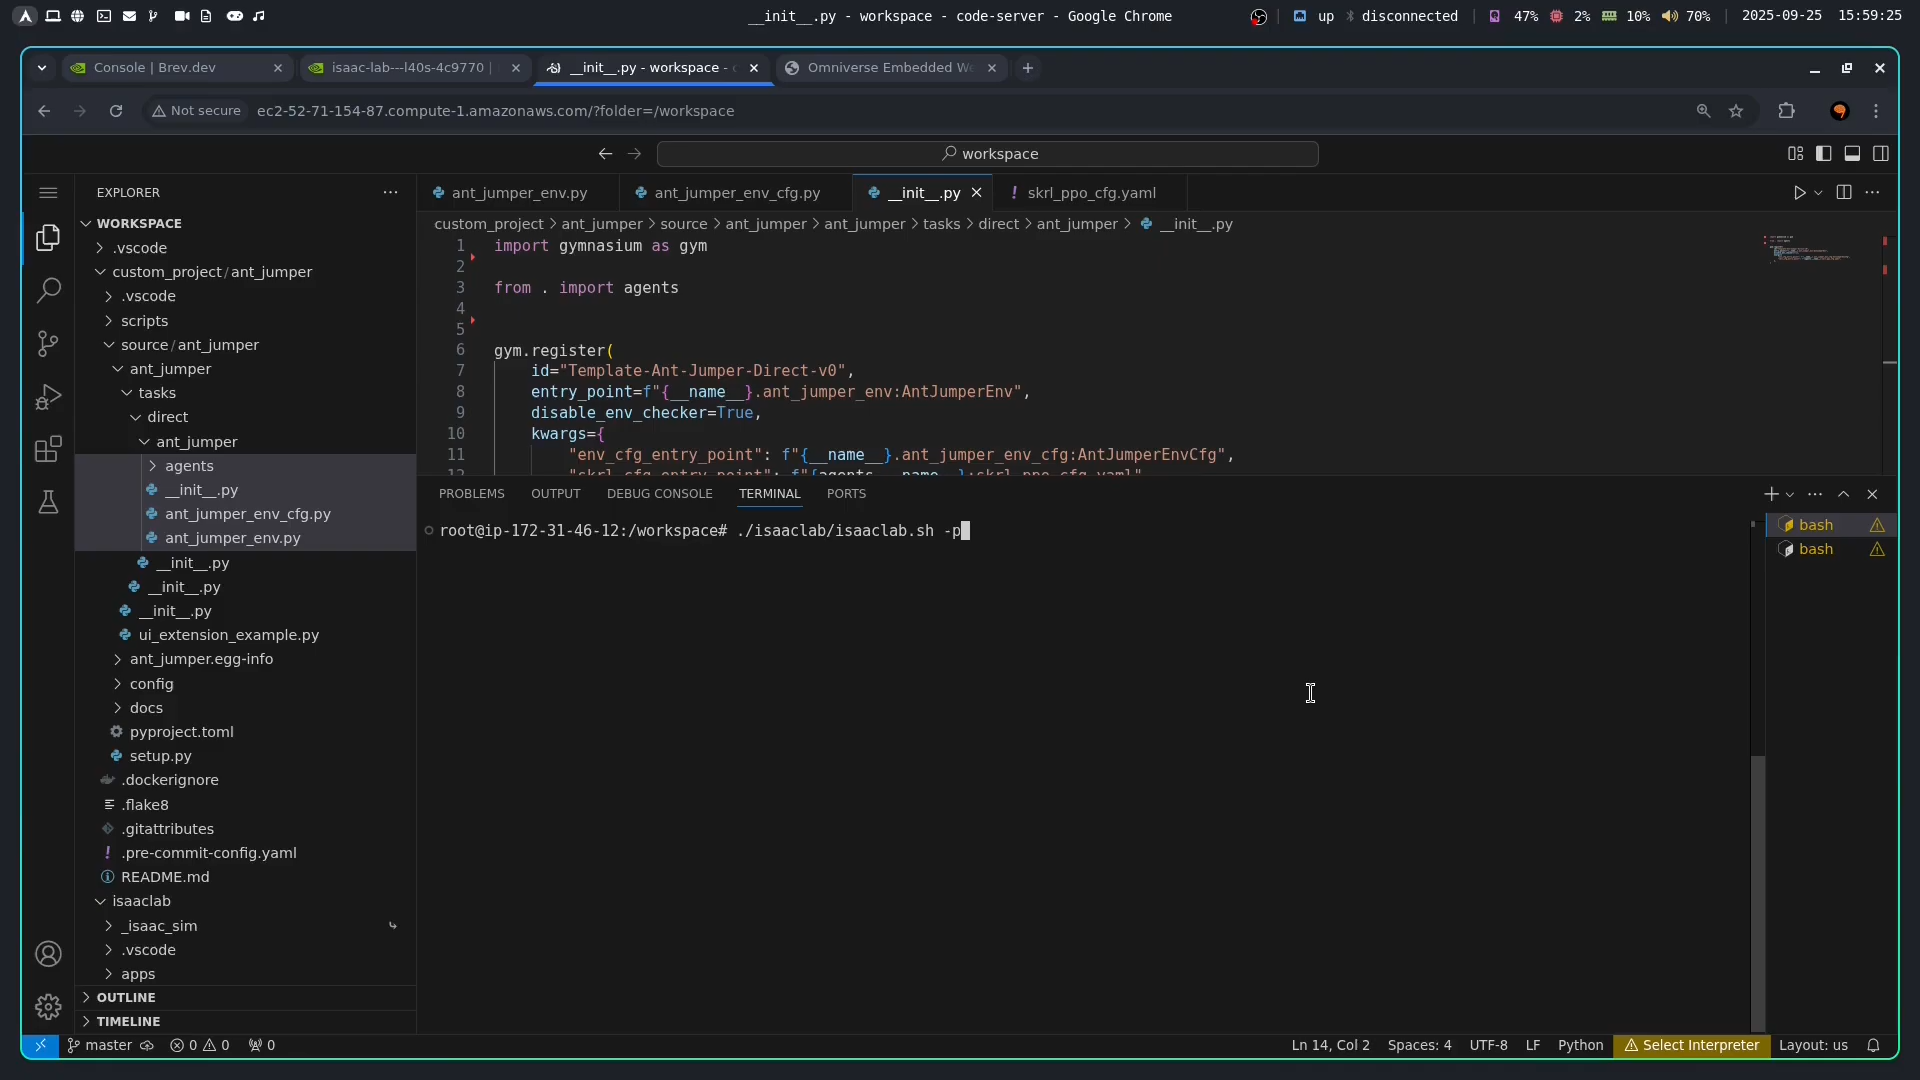 __init__.py - workspace - code-server - Google Chrome
up disconnected 47% 2% 10% 70% 2025-09-25 15:59:25
Console | Brev.dev
isaac-lab---l40s-4c9770 |
__init__.py - workspace -
Omniverse Embedded W
Not secure ec2-52-71-154-87.compute-1.amazonaws.com/?folder=/workspace
workspace
EXPLORER
WORKSPACE
.vscode
custom_project/ant_jumper
.vscode
scripts
source/ant_jumper
ant_jumper
tasks
direct
ant_jumper
agents
__init__.py
ant_jumper_env_cfg.py
ant_jumper_env.py
__init__.py
__init__.py
__init__.py
ui_extension_example.py
ant_jumper.egg-info
config
docs
pyproject.toml
setup.py
.dockerignore
.flake8
.gitattributes
.pre-commit-config.yaml
README.md
isaaclab
_isaac_sim
.vscode
apps
OUTLINE
TIMELINE
ant_jumper_env.py
ant_jumper_env_cfg.py
__init__.py
skrl_ppo_cfg.yaml
custom_project > ant_jumper > source > ant_jumper > ant_jumper > tasks > direct > ant_jumper > __init__.py
1 import gymnasium as gym
2
3 from . import agents
4
5
6 gym.register(
7 id="Template-Ant-Jumper-Direct-v0",
8 entry_point=f"{__name__}.ant_jumper_env:AntJumperEnv",
9 disable_env_checker=True,
10 kwargs={
11 "env_cfg_entry_point": f"{__name__}.ant_jumper_env_cfg:AntJumperEnvCfg",
12 "skrl_cfg_entry_point": f"{agents.__name__}:skrl_ppo_cfg.yaml",
PROBLEMS OUTPUT DEBUG CONSOLE TERMINAL PORTS
root@ip-172-31-46-12:/workspace# ./isaaclab/isaaclab.sh -p
bash
bash
master 0 0 0
Ln 14, Col 2 Spaces: 4 UTF-8 LF Python Select Interpreter Layout: us